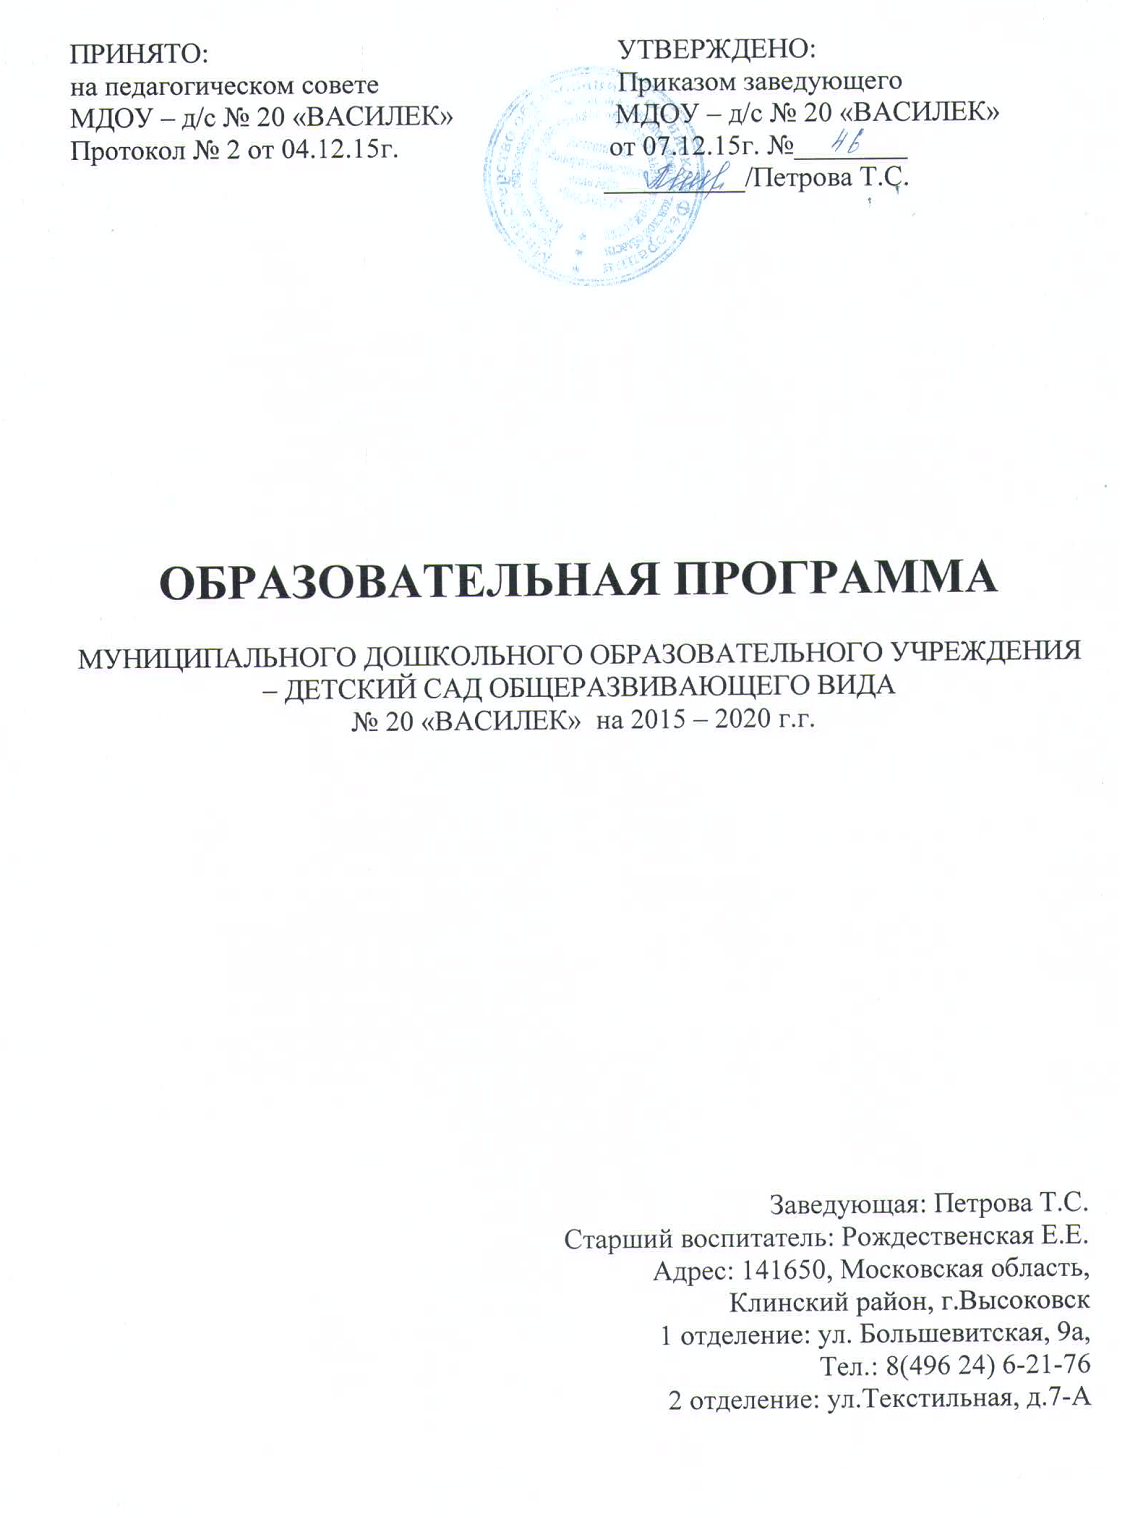 ПРИНЯТО:
на педагогическом совете
МДОУ – д/с № 20 «ВАСИЛЕК»
Протокол № 2 от 04.12.15г.
УТВЕРЖДЕНО:
Приказом заведующего
МДОУ – д/с № 20 «ВАСИЛЕК»
от 07.12.15г. №________
__________/Петрова Т.С.
ОБРАЗОВАТЕЛЬНАЯ ПРОГРАММА
МУНИЦИПАЛЬНОГО ДОШКОЛЬНОГО ОБРАЗОВАТЕЛЬНОГО УЧРЕЖДЕНИЯ
– ДЕТСКИЙ САД ОБЩЕРАЗВИВАЮЩЕГО ВИДА
№ 20 «ВАСИЛЕК» на 2015 – 2020 г.г.
Заведующая: Петрова Т.С.
Старший воспитатель: Рождественская Е.Е.
Адрес: 141650, Московская область,
Клинский район, г.Высоковск
1 отделение: ул. Большевитская, 9а,
Тел.: 8(496 24) 6-21-76
2 отделение: ул.Текстильная, д.7-А